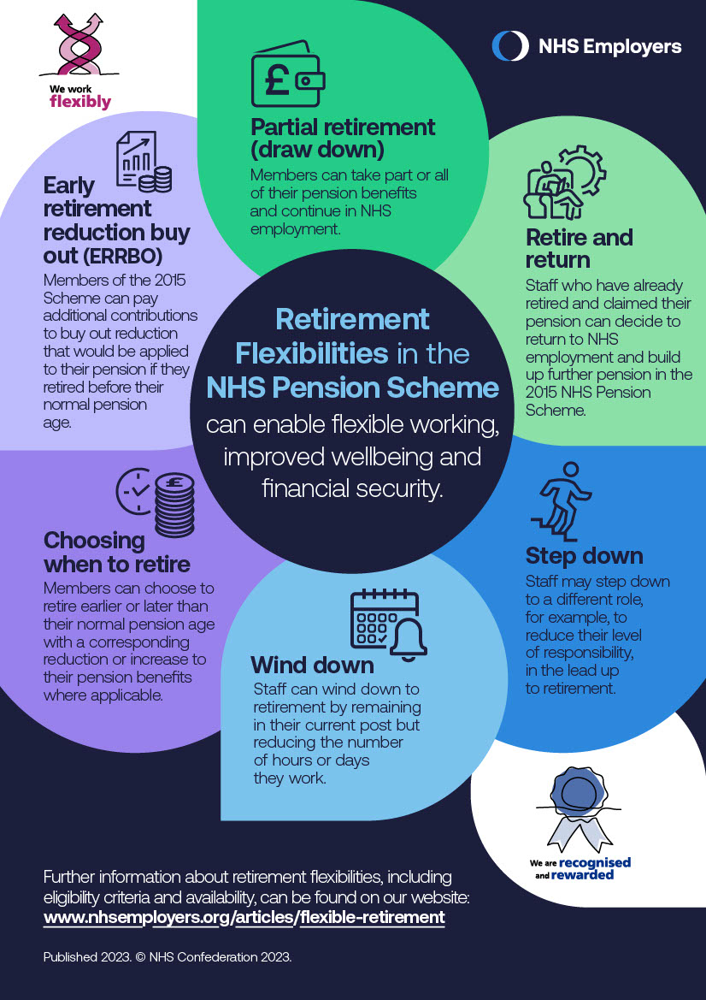 We work
flexibly
NHS Employers
Partial retirement
(draw down)
Members can take part or all
of their pension benefits
and continue in NHS
employment.
Early
retirement
reduction buy
out (ERRBO)
Members of the 2015
Scheme can pay
additional contributions
to buy out reduction
that would be applied
to their pension if they
retired before their
normal pension
age.
Retire and
return
Staff who have already
retired and claimed their
pension can decide to
return to NHS
employment and build
up further pension in the
2015 NHS Pension
Scheme.
Retirement
Flexibilities in the
NHS Pension Scheme
can enable flexible working,
improved wellbeing and
financial security.
Choosing
when to retire
Members can choose to
retire earlier or later than
their normal pension age
with a corresponding
reduction or increase to
their pension benefits
where applicable.
Step down
Staff may step down
to a different role,
for example, to
reduce their level
of responsibility,
in the lead up
to retirement.
Wind down
Staff can wind down to
retirement by remaining
in their current post but
reducing the number
of hours or days
they work.
We are recognised
and rewarded
Further information about retirement flexibilities, including
eligibility criteria and availability, can be found on our website:
www.nhsemployers.org/articles/flexible-retirement
Published 2023. © NHS Confederation 2023.